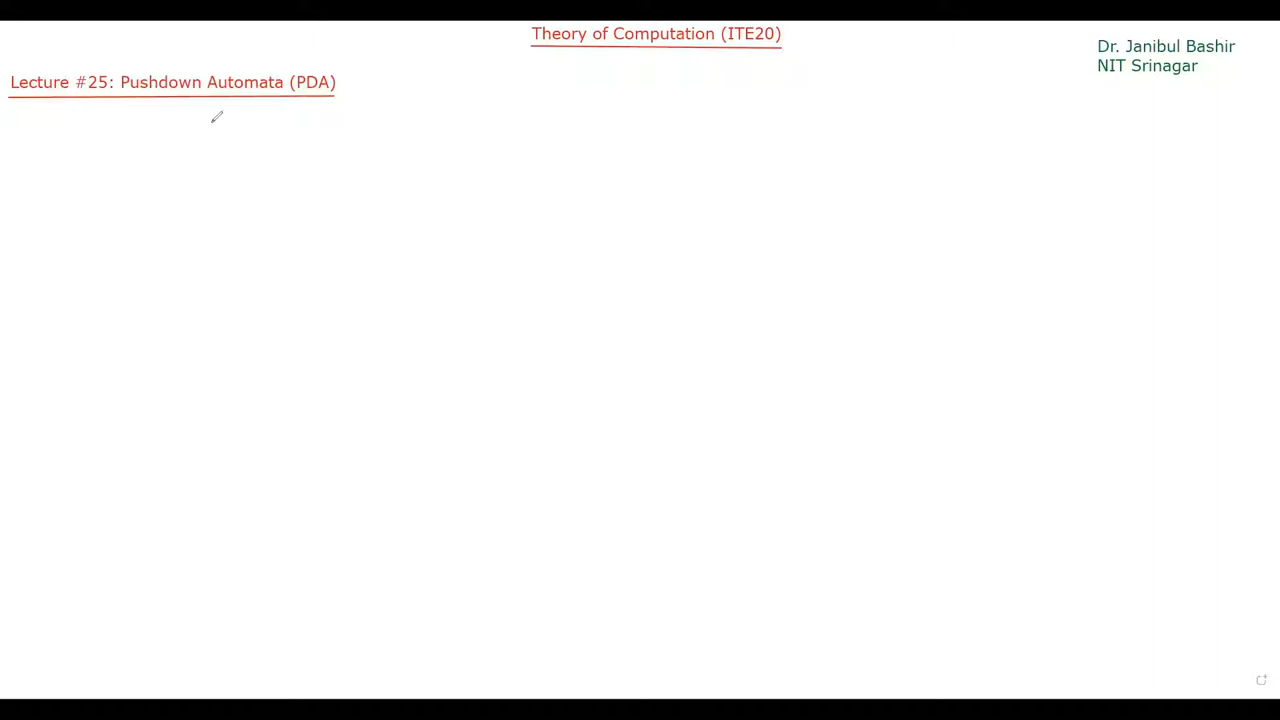 Theory of Computation (ITE20)
Dr. Janibul Bashir
NIT Srinagar
Lecture #25: Pushdown Automata (PDA)